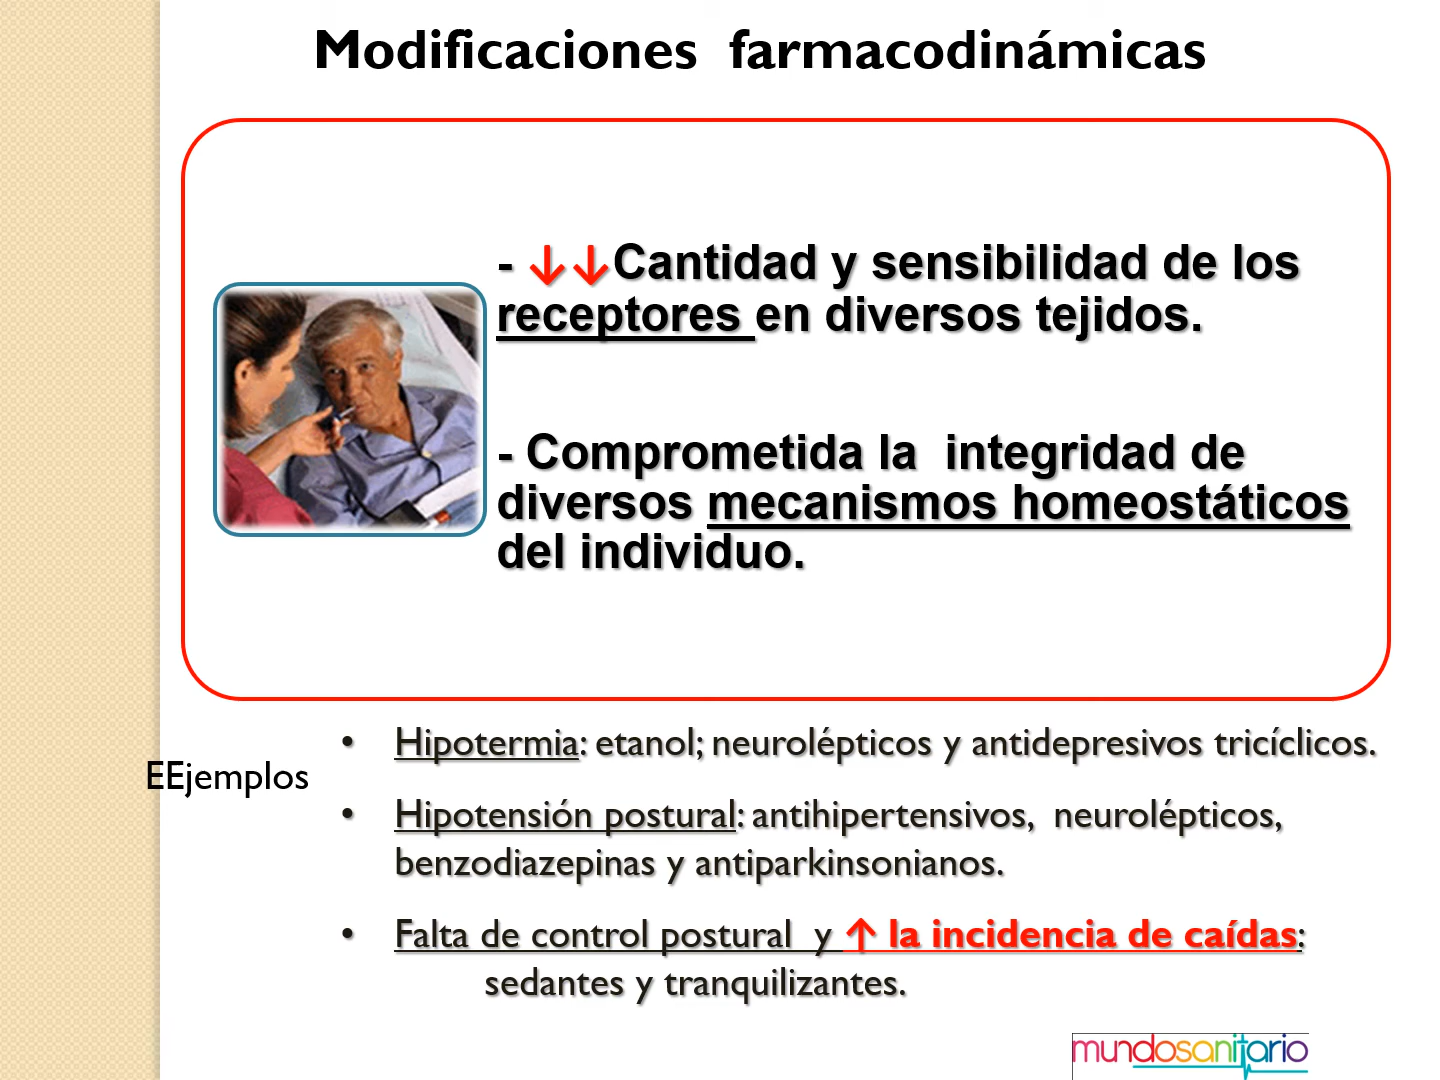 Modificaciones farmacodinámicas
- ↓↓Cantidad y sensibilidad de los
receptores en diversos tejidos.
- Comprometida la integridad de
diversos mecanismos homeostáticos
del individuo.
• Hipotermia: etanol; neurolépticos y antidepresivos tricíclicos.
EEjemplos
• Hipotensión postural: antihipertensivos, neurolépticos,
benzodiazepinas y antiparkinsonianos.
• Falta de control postural y ↑ la incidencia de caídas:
sedantes y tranquilizantes.
mundosanitario